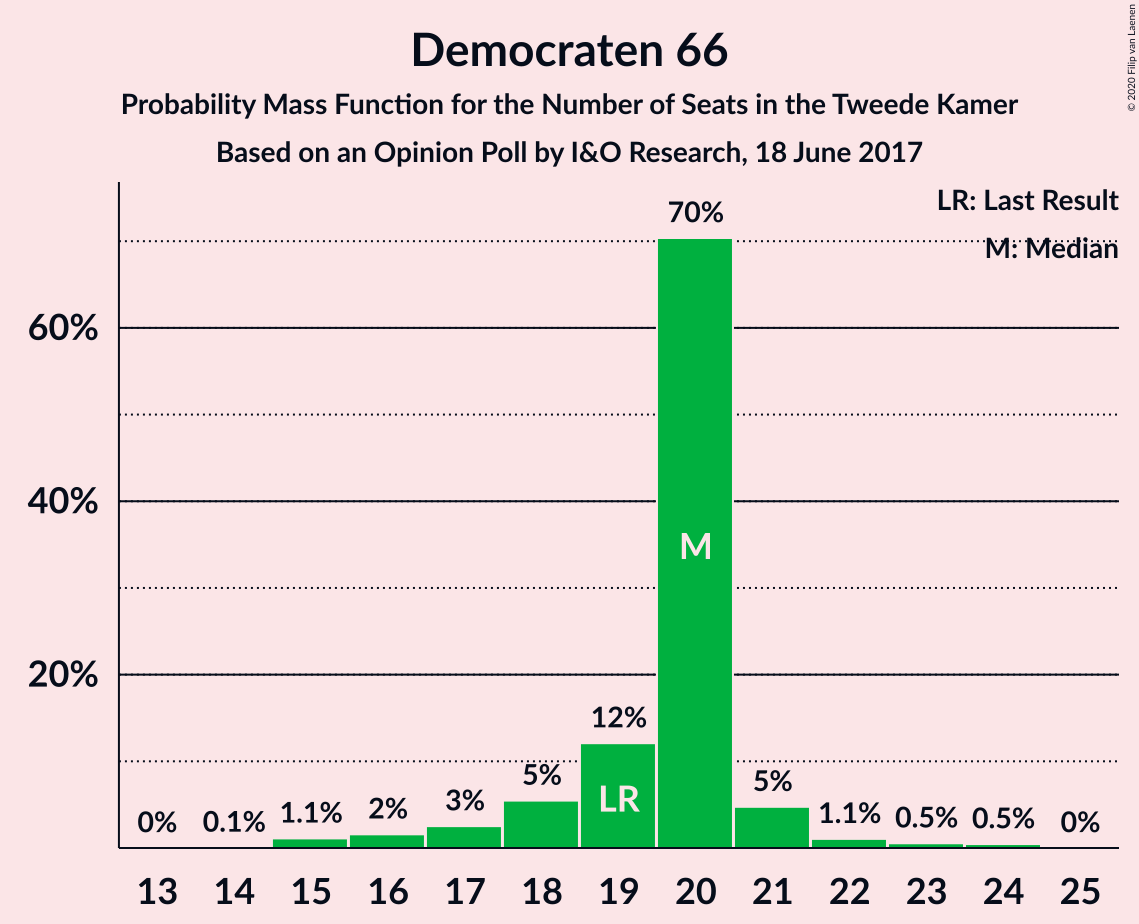 Democraten 66
Probability Mass Function for the Number of Seats in the Tweede Kamer
Based on an Opinion Poll by I&O Research, 18 June 2017
© 2020 Filip van Laenen
LR: Last Result
M: Median
60%
40%
20%
0%
0.1%
1.1%
2%
3%
5%
12%
70%
5%
1.1%
0.5%
0.5%
0%
LR
M
13 14 15 16 17 18 19 20 21 22 23 24 25